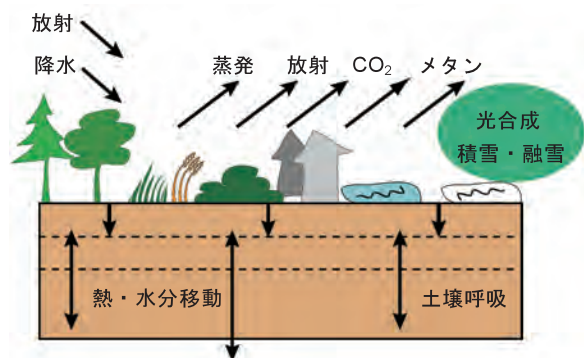 放射
降水
蒸発
放射
CO₂
メタン
光合成
積雪・融雪
熱・水分移動
土壌呼吸